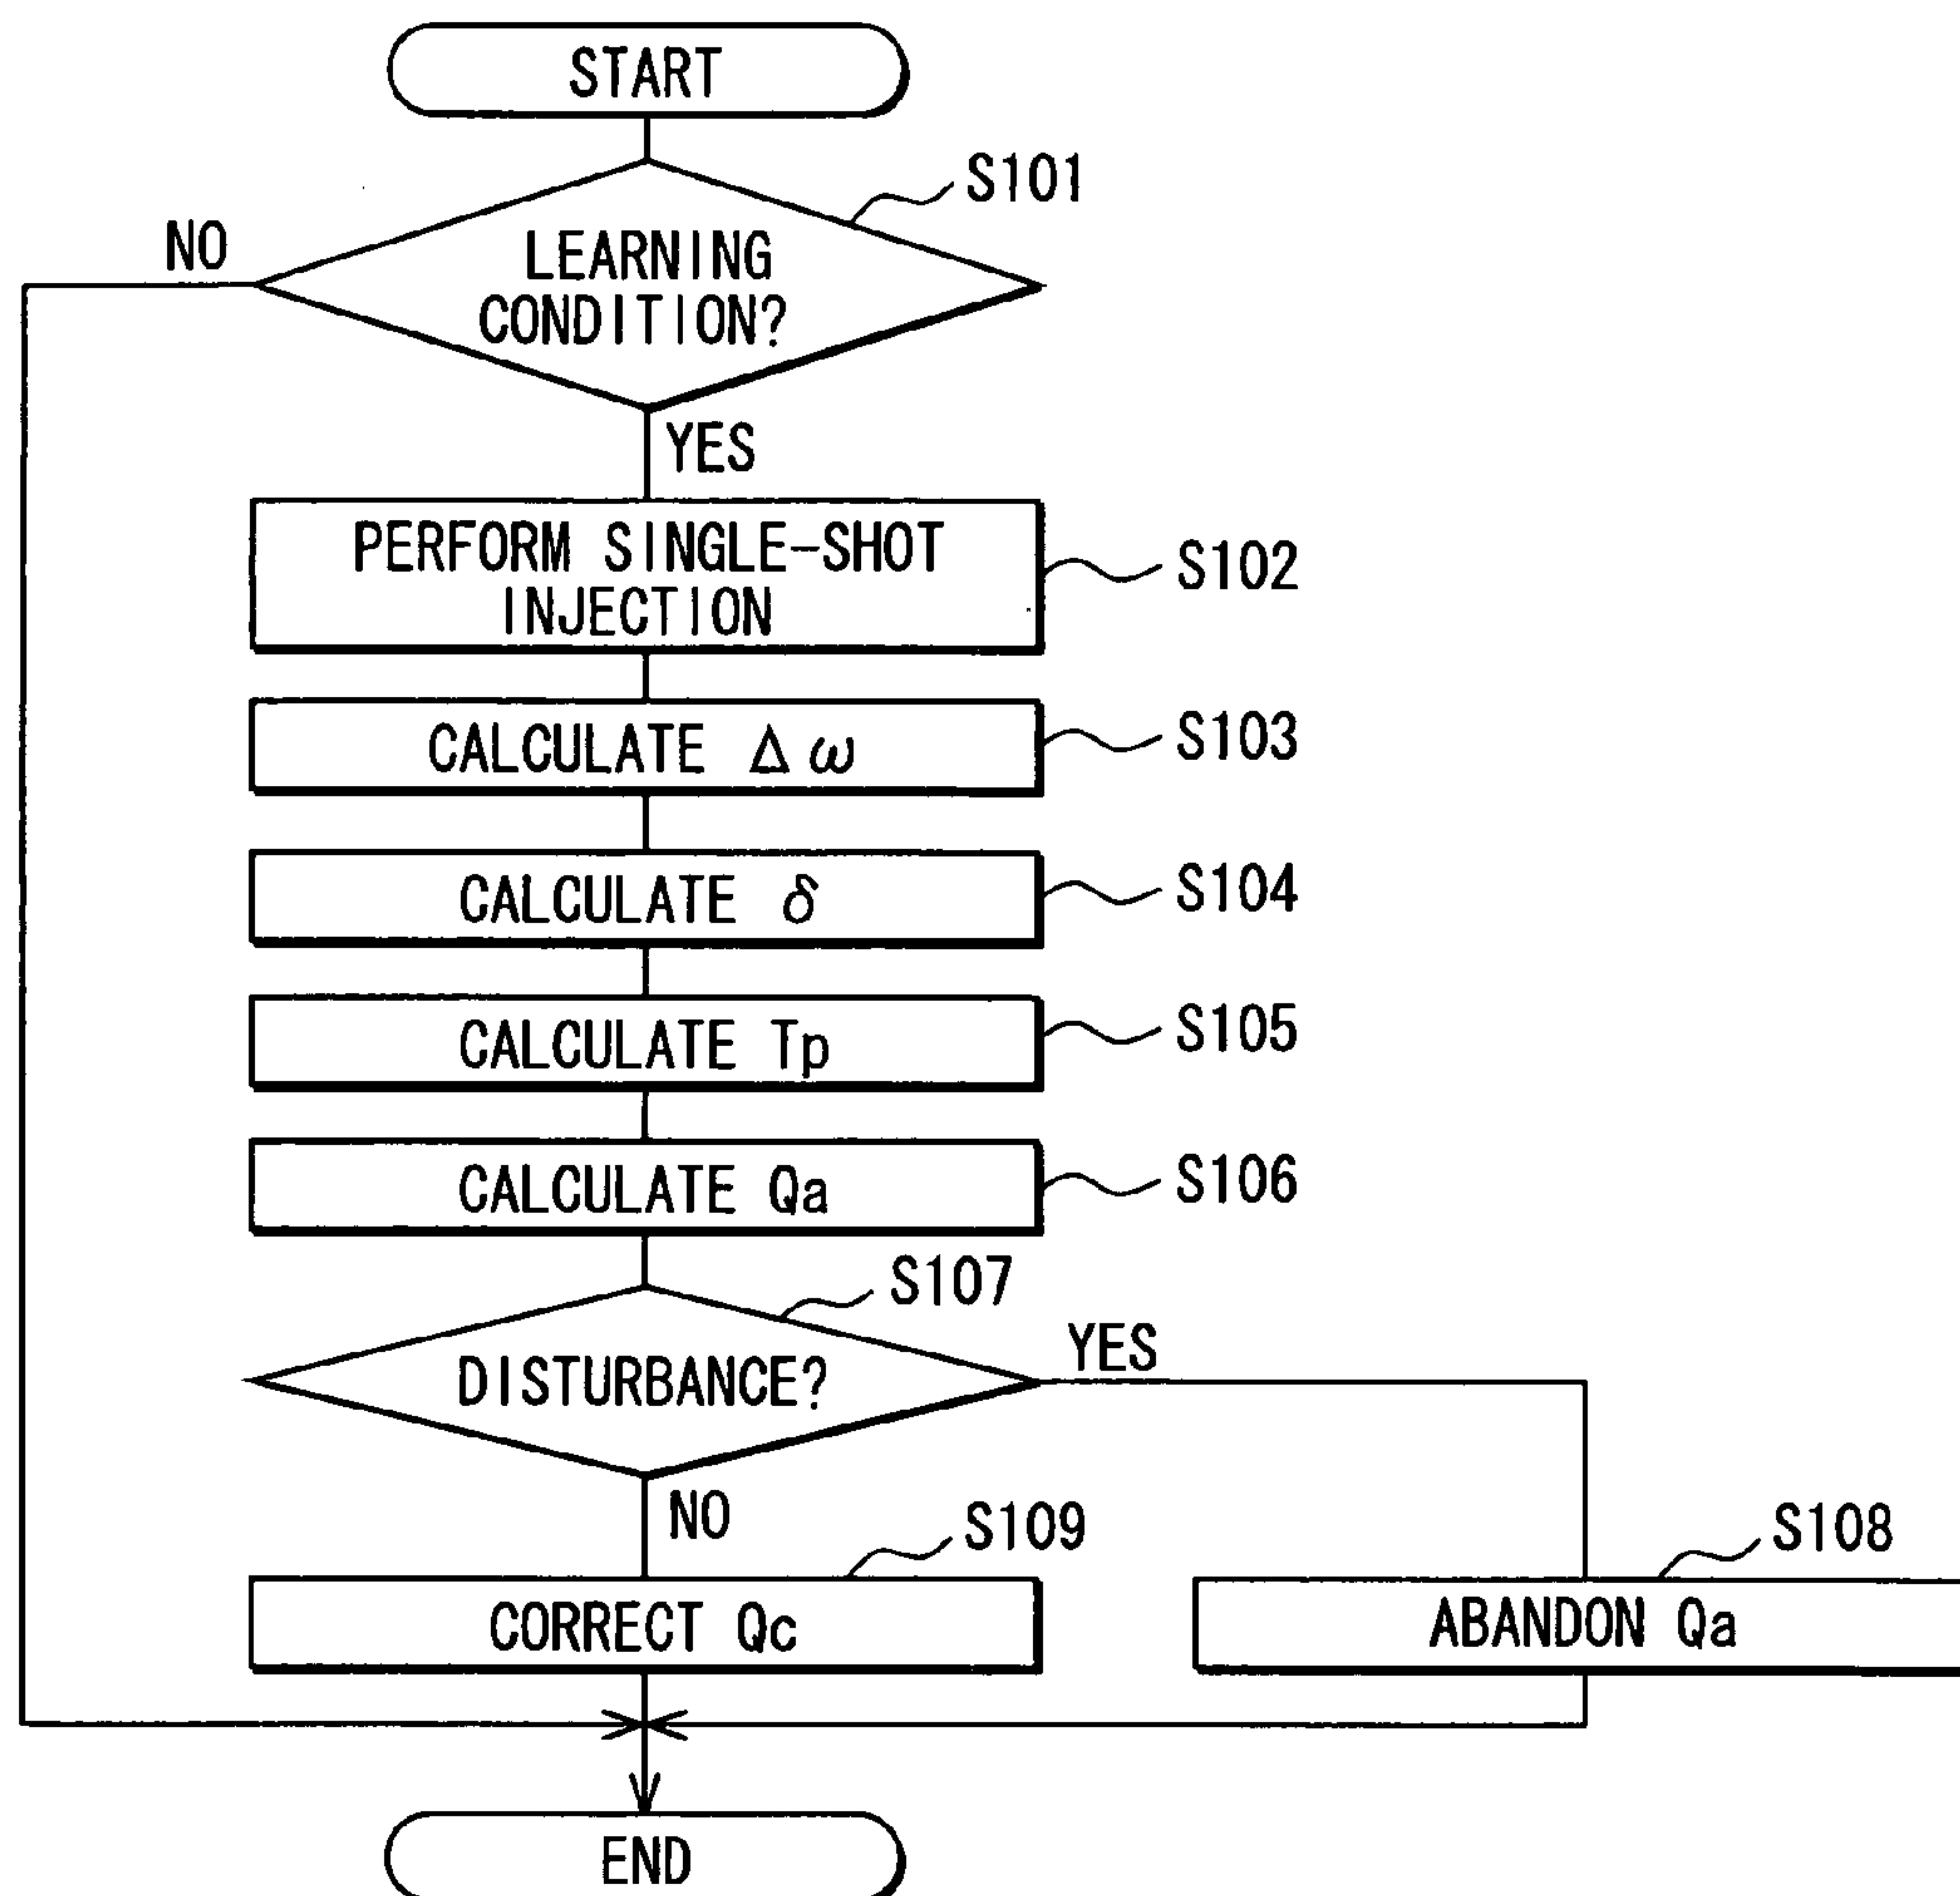 START
S101
NO
LEARNING
CONDITION?
YES
PERFORM SINGLE-SHOT
INJECTION
S102
CALCULATE Δω
S103
CALCULATE δ
S104
CALCULATE Tp
S105
CALCULATE Qa
S106
S107
DISTURBANCE?
YES
NO
S109
S108
CORRECT Qc
ABANDON Qa
END